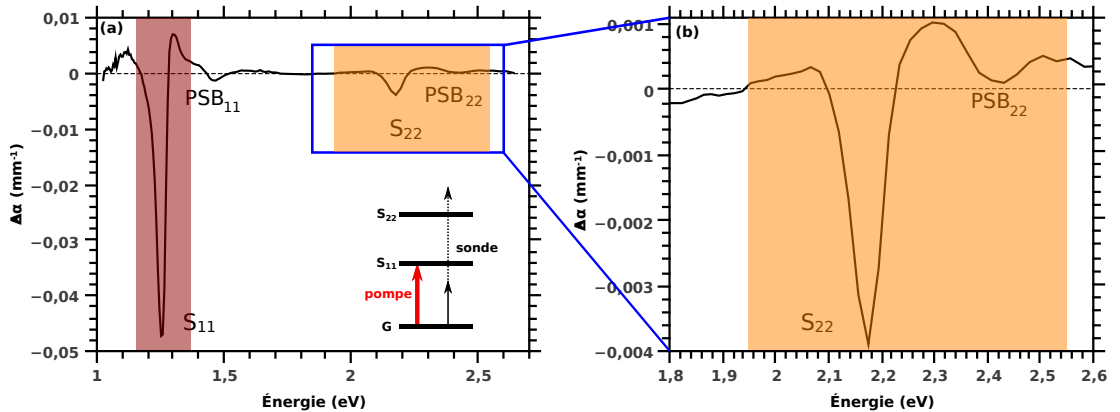 (a)
0,01
0
−0,01
−0,02
−0,03
−0,04
−0,05
Δα (mm⁻¹)
PSB₁₁
S₁₁
PSB₂₂
S₂₂
S₂₂
sonde
S₁₁
pompe
G
1
1,5
2
2,5
Énergie (eV)
(b)
0,001
0
−0,001
−0,002
−0,003
−0,004
Δα (mm⁻¹)
PSB₂₂
S₂₂
1,8
1,9
2
2,1
2,2
2,3
2,4
2,5
2,6
Énergie (eV)